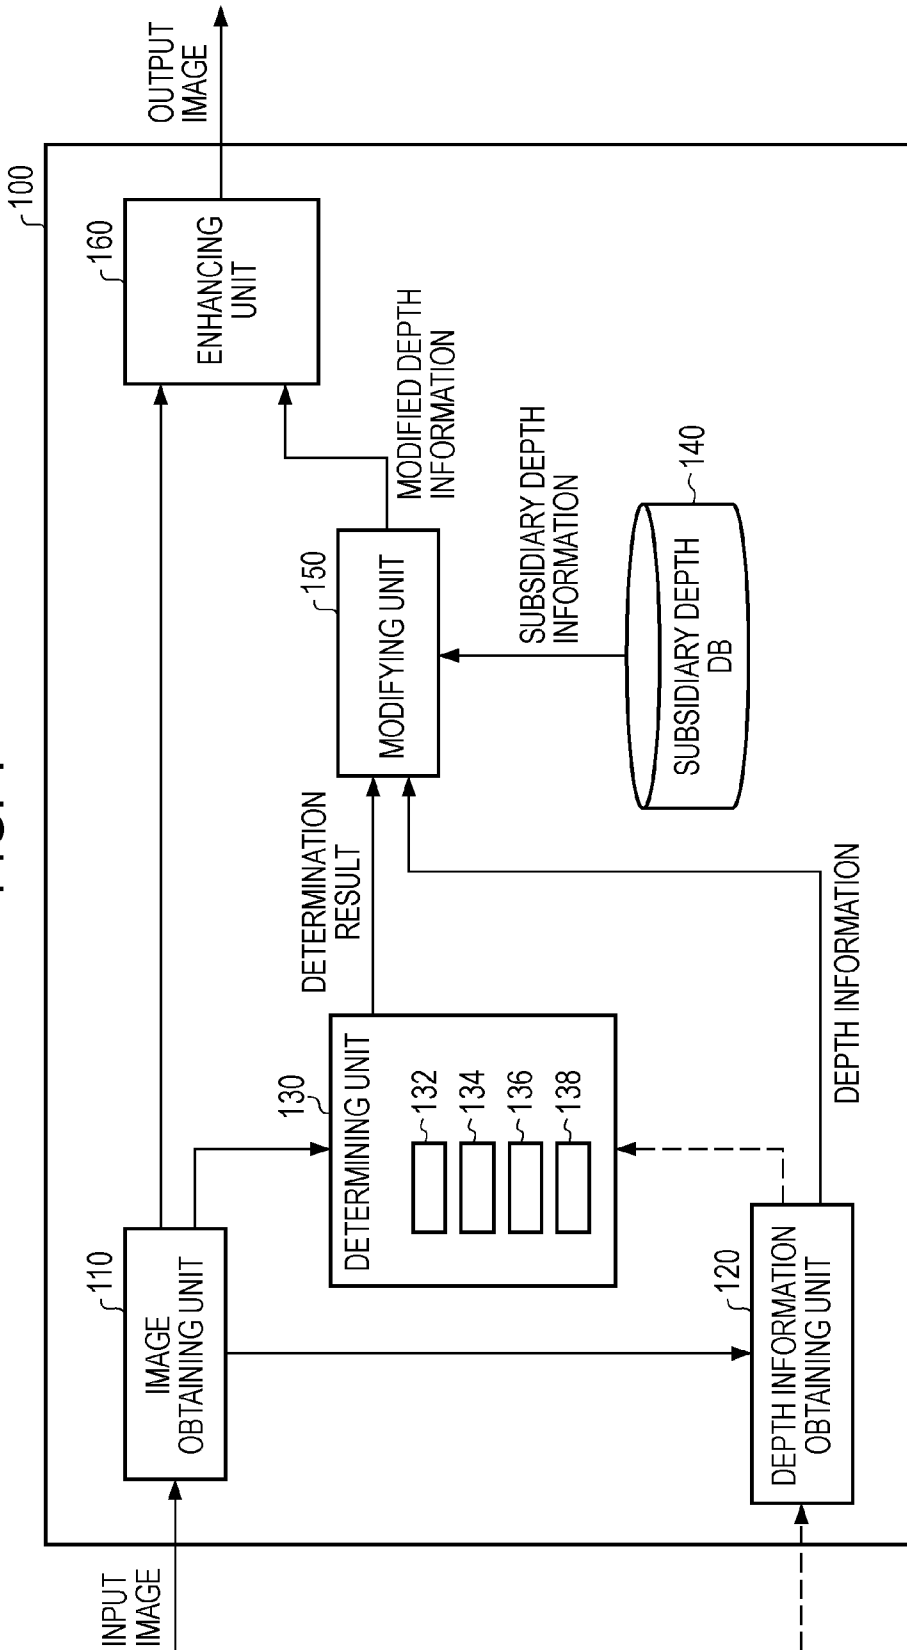 100
INPUT
IMAGE
110
IMAGE
OBTAINING UNIT
160
ENHANCING
UNIT
OUTPUT
IMAGE
130
DETERMINING UNIT
132
134
136
138
DETERMINATION
RESULT
150
MODIFYING UNIT
MODIFIED DEPTH
INFORMATION
SUBSIDIARY DEPTH
INFORMATION
140
SUBSIDIARY DEPTH
DB
120
DEPTH INFORMATION
OBTAINING UNIT
DEPTH INFORMATION